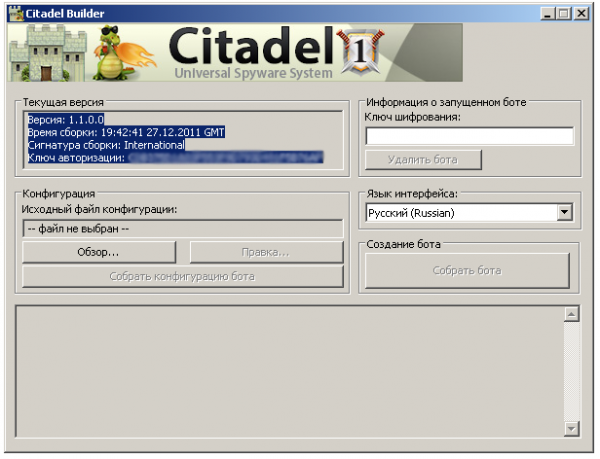 Citadel Builder
Citadel 1
Universal Spyware System
Текущая версия
Версия: 1.1.0.0
Время сборки: 19:42:41 27.12.2011 GMT
Сигнатура сборки: International
Ключ авторизации:
Информация о запущенном боте
Ключ шифрования:
Удалить бота
Конфигурация
Исходный файл конфигурации:
-- файл не выбран --
Обзор...
Правка...
Собрать конфигурацию бота
Язык интерфейса:
Русский (Russian)
Создание бота
Собрать бота